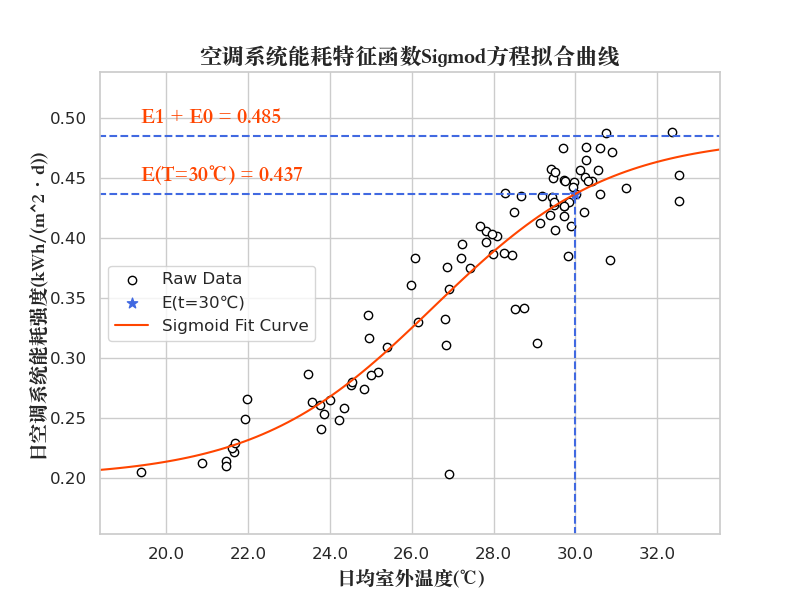 空调系统能耗特征函数Sigmod方程拟合曲线
E1 + E0 = 0.485
E(T=30℃) = 0.437
0.50
0.45
0.40
0.35
0.30
0.25
0.20
日空调系统能耗强度(kWh/(m^2·d))
Raw Data
E(t=30℃)
Sigmoid Fit Curve
20.0 22.0 24.0 26.0 28.0 30.0 32.0
日均室外温度(℃)